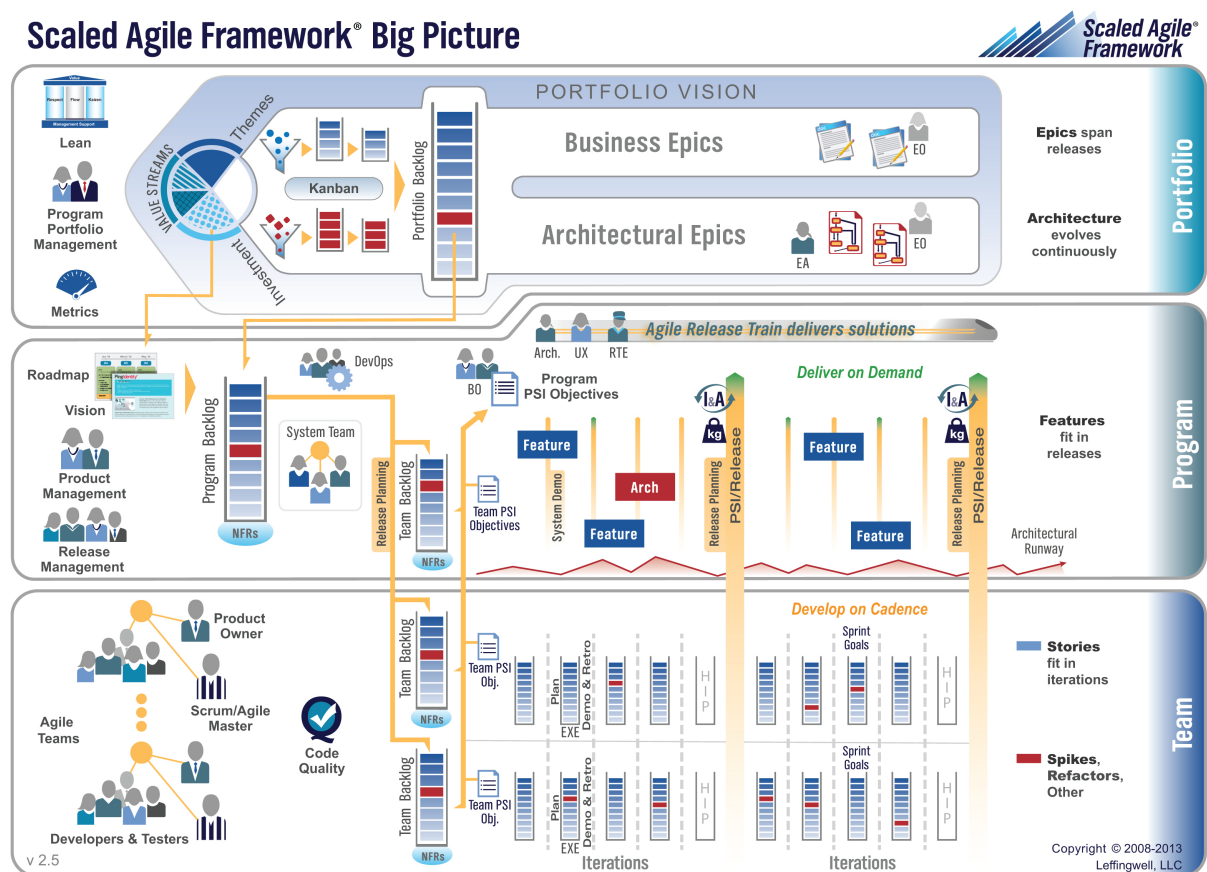 Scaled Agile Framework® Big Picture
Scaled Agile®
Framework
Value
Respect
Flow
Kaizen
Management Support
Lean
Program
Portfolio
Management
Metrics
VALUE STREAMS
Themes
Investment
Kanban
Portfolio Backlog
PORTFOLIO VISION
Business Epics
EO
Architectural Epics
EA
EO
Epics span
releases
Architecture
evolves
continuously
Portfolio
Roadmap
Vision
Product
Management
Release
Management
Program Backlog
NFRs
DevOps
System Team
Release Planning
Team Backlog
NFRs
BO
Program
PSI Objectives
Team PSI
Objectives
Arch.
UX
RTE
Agile Release Train delivers solutions
Deliver on Demand
Feature
System Demo
Feature
Arch
I&A
kg
Release Planning
PSI/Release
Feature
Feature
I&A
kg
Release Planning
PSI/Release
Architectural
Runway
Features
fit in
releases
Program
Develop on Cadence
Product
Owner
Scrum/Agile
Master
Agile
Teams
Developers & Testers
Code
Quality
Team Backlog
NFRs
Team PSI
Obj.
Plan
EXE
Demo & Retro
HIP
Sprint
Goals
HIP
Team Backlog
NFRs
Team PSI
Obj.
Plan
EXE
Demo & Retro
HIP
Sprint
Goals
HIP
Iterations
Iterations
Stories
fit in
iterations
Spikes,
Refactors,
Other
Team
v 2.5
Copyright © 2008-2013
Leffingwell, LLC